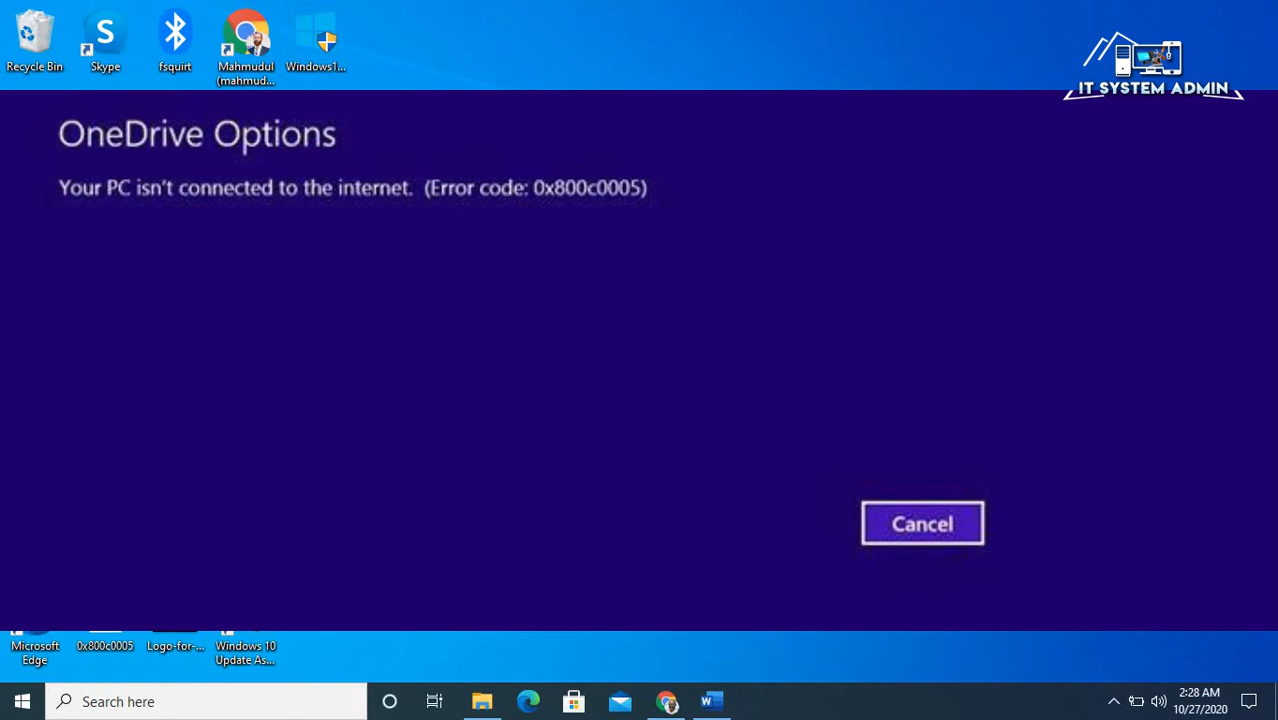 Recycle Bin
Skype
fsquirt
Mahmudul
(mahmud...
Windows1...
IT SYSTEM ADMIN
OneDrive Options
Your PC isn't connected to the internet. (Error code: 0x800c0005)
Cancel
Microsoft
Edge
0x800c0005
Logo-for-...
Windows 10
Update As...
Search here
2:28 AM
10/27/2020